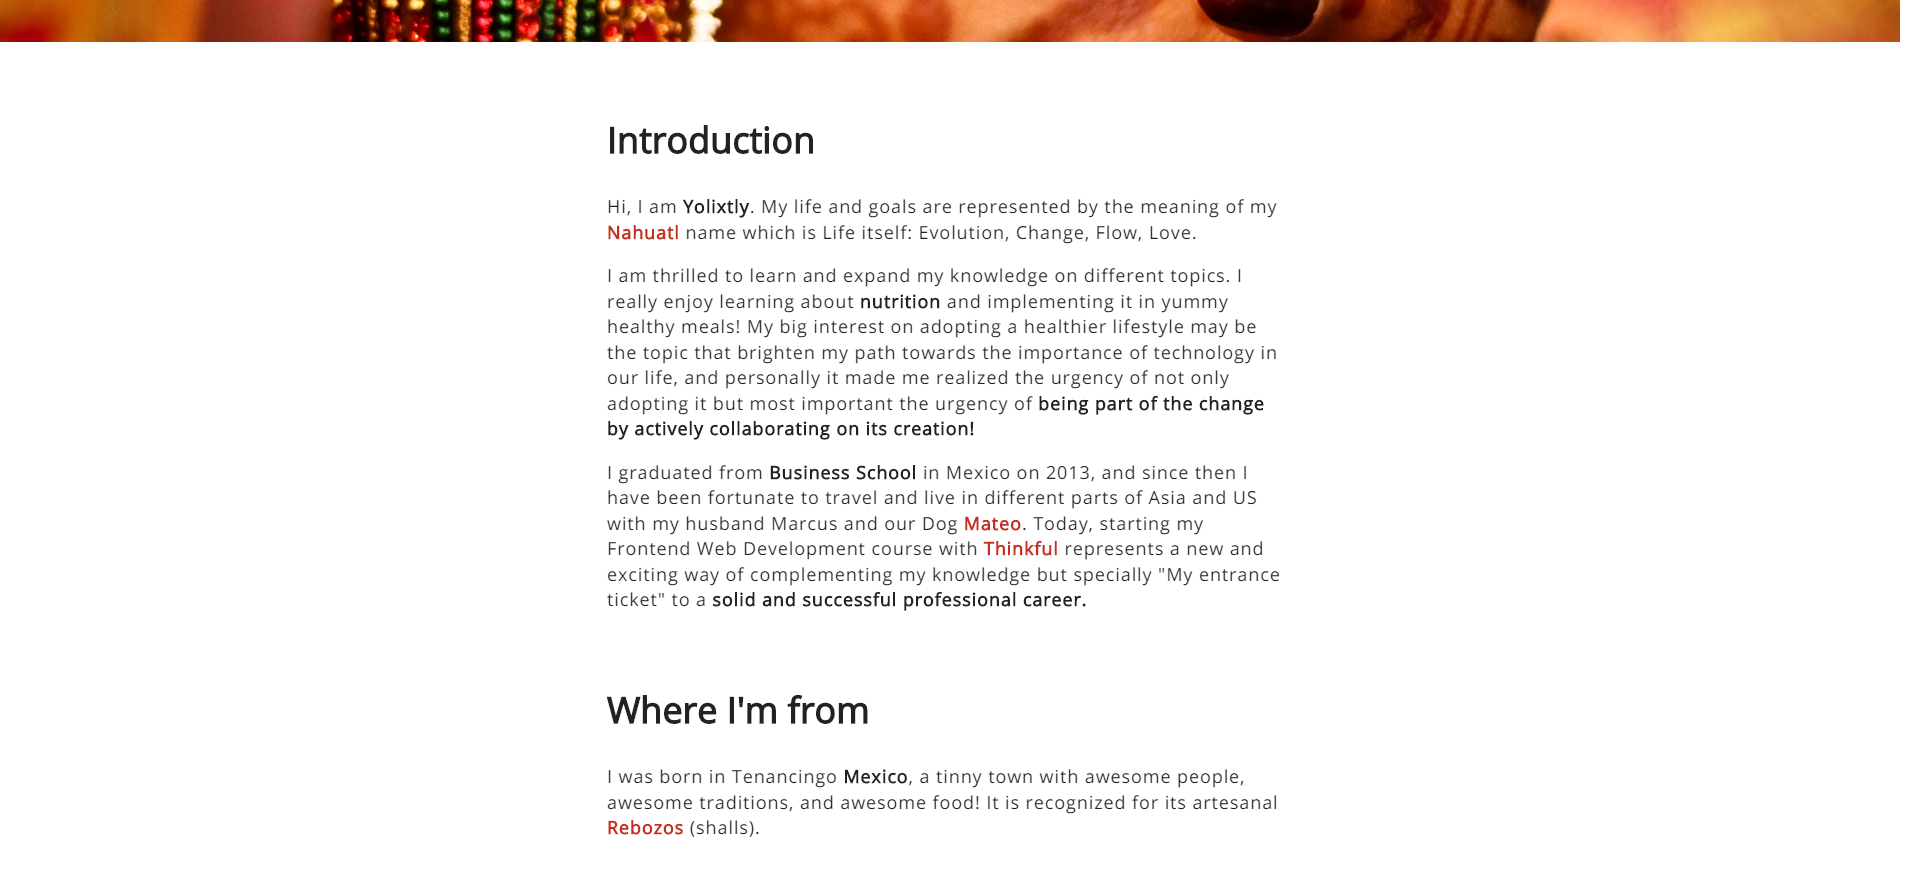 Introduction
Hi, I am Yolixtly. My life and goals are represented by the meaning of my
Nahuatl name which is Life itself: Evolution, Change, Flow, Love.
I am thrilled to learn and expand my knowledge on different topics. I
really enjoy learning about nutrition and implementing it in yummy
healthy meals! My big interest on adopting a healthier lifestyle may be
the topic that brighten my path towards the importance of technology in
our life, and personally it made me realized the urgency of not only
adopting it but most important the urgency of being part of the change
by actively collaborating on its creation!
I graduated from Business School in Mexico on 2013, and since then I
have been fortunate to travel and live in different parts of Asia and US
with my husband Marcus and our Dog Mateo. Today, starting my
Frontend Web Development course with Thinkful represents a new and
exciting way of complementing my knowledge but specially "My entrance
ticket" to a solid and successful professional career.
Where I'm from
I was born in Tenancingo Mexico, a tinny town with awesome people,
awesome traditions, and awesome food! It is recognized for its artesanal
Rebozos (shalls).